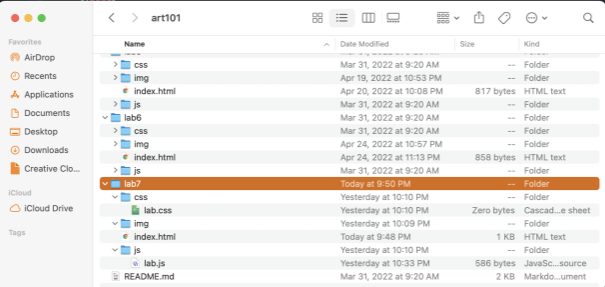 art101
Favorites
AirDrop
Recents
Applications
Documents
Desktop
Downloads
Creative Clo...
iCloud
iCloud Drive
Tags
Name Date Modified Size Kind
css Mar 31, 2022 at 9:20 AM -- Folder
img Apr 19, 2022 at 10:53 PM -- Folder
index.html Apr 20, 2022 at 10:08 PM 817 bytes HTML text
js Mar 31, 2022 at 9:20 AM -- Folder
lab6 Mar 31, 2022 at 9:20 AM -- Folder
css Mar 31, 2022 at 9:20 AM -- Folder
img Apr 24, 2022 at 10:57 PM -- Folder
index.html Apr 24, 2022 at 11:13 PM 858 bytes HTML text
js Mar 31, 2022 at 9:20 AM -- Folder
lab7 Today at 9:50 PM -- Folder
css Yesterday at 10:10 PM -- Folder
lab.css Yesterday at 10:10 PM Zero bytes Cascad...e sheet
img Yesterday at 10:09 PM -- Folder
index.html Today at 9:48 PM 1 KB HTML text
js Yesterday at 10:10 PM -- Folder
lab.js Yesterday at 10:33 PM 586 bytes JavaSc...source
README.md Mar 31, 2022 at 9:20 AM 2 KB Markdo...ument